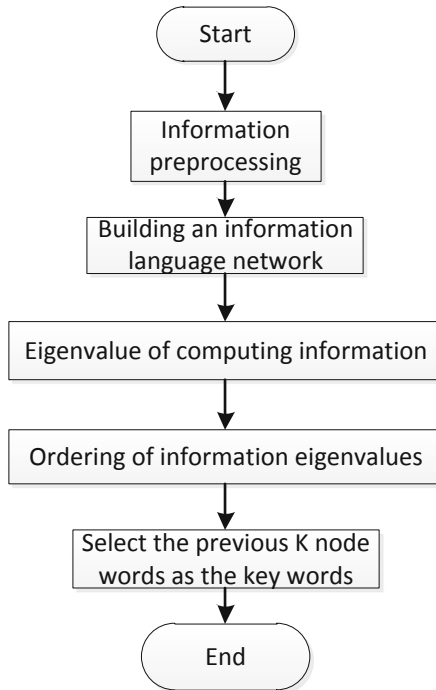 Start
Information
preprocessing
Building an information
language network
Eigenvalue of computing information
Ordering of information eigenvalues
Select the previous K node
words as the key words
End